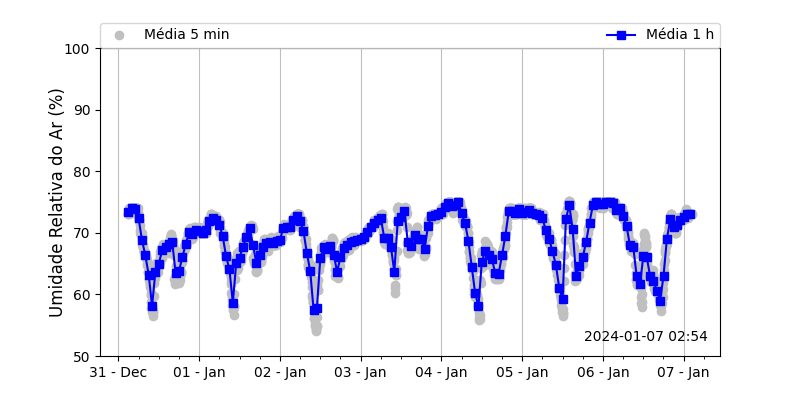 Média 5 min
Média 1 h
Umidade Relativa do Ar (%)
100
90
80
70
60
50
2024-01-07 02:54
31 - Dec
01 - Jan
02 - Jan
03 - Jan
04 - Jan
05 - Jan
06 - Jan
07 - Jan